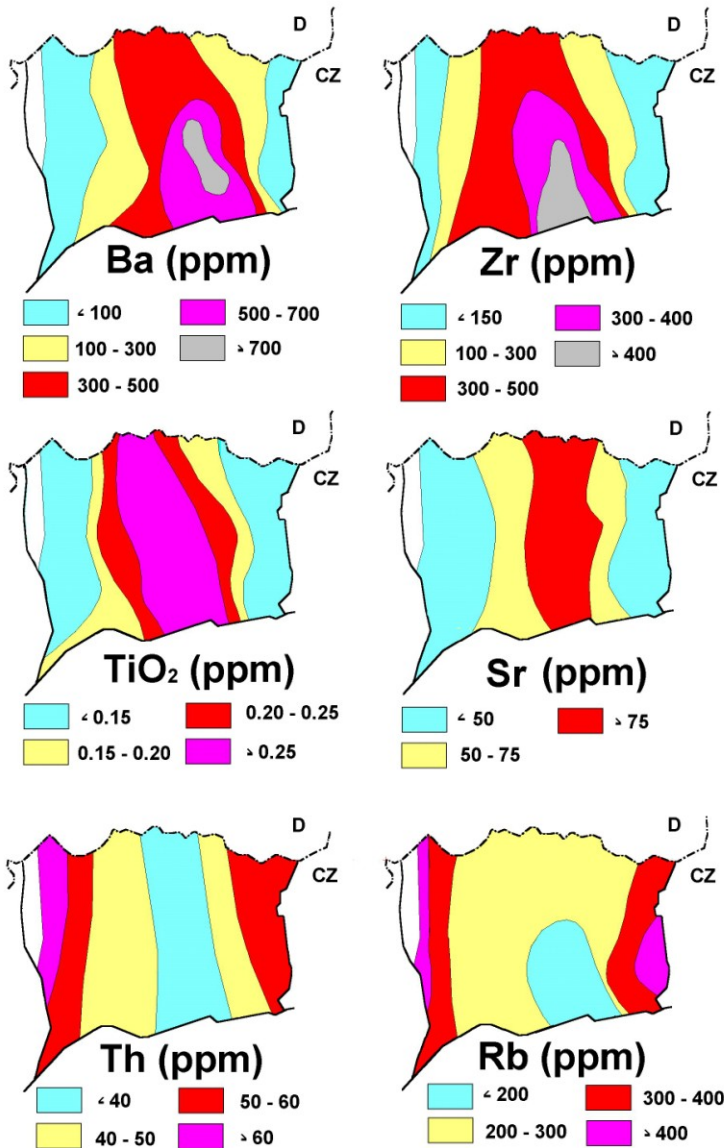 D
CZ
Ba (ppm)
< 100
500 - 700
100 - 300
> 700
300 - 500
D
CZ
Zr (ppm)
< 150
300 - 400
100 - 300
> 400
300 - 500
D
CZ
TiO₂ (ppm)
< 0.15
0.20 - 0.25
0.15 - 0.20
> 0.25
Sr (ppm)
< 50
> 75
50 - 75
D
CZ
Th (ppm)
< 40
50 - 60
40 - 50
> 60
D
CZ
Rb (ppm)
< 200
300 - 400
200 - 300
> 400